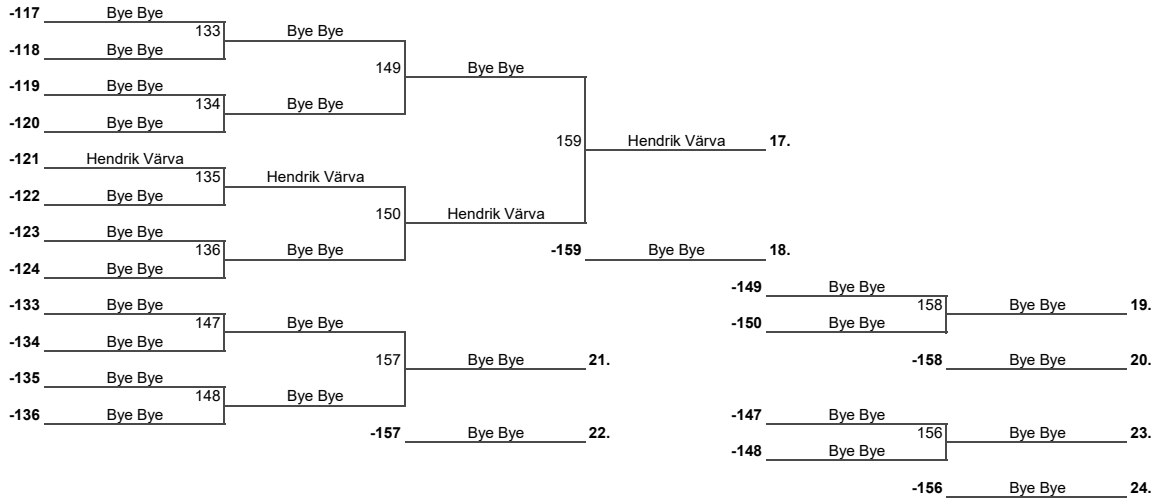 -117 Bye Bye
133 Bye Bye
-118 Bye Bye
149 Bye Bye
-119 Bye Bye
134 Bye Bye
-120 Bye Bye
159 Hendrik Värva 17.
-121 Hendrik Värva
135 Hendrik Värva
-122 Bye Bye
150 Hendrik Värva
-123 Bye Bye
136 Bye Bye
-159 Bye Bye 18.
-124 Bye Bye
-149 Bye Bye
-133 Bye Bye
158 Bye Bye 19.
147 Bye Bye
-150 Bye Bye
-134 Bye Bye
157 Bye Bye 21.
-158 Bye Bye 20.
-135 Bye Bye
148 Bye Bye
-136 Bye Bye
-147 Bye Bye
-157 Bye Bye 22.
156 Bye Bye 23.
-148 Bye Bye
-156 Bye Bye 24.